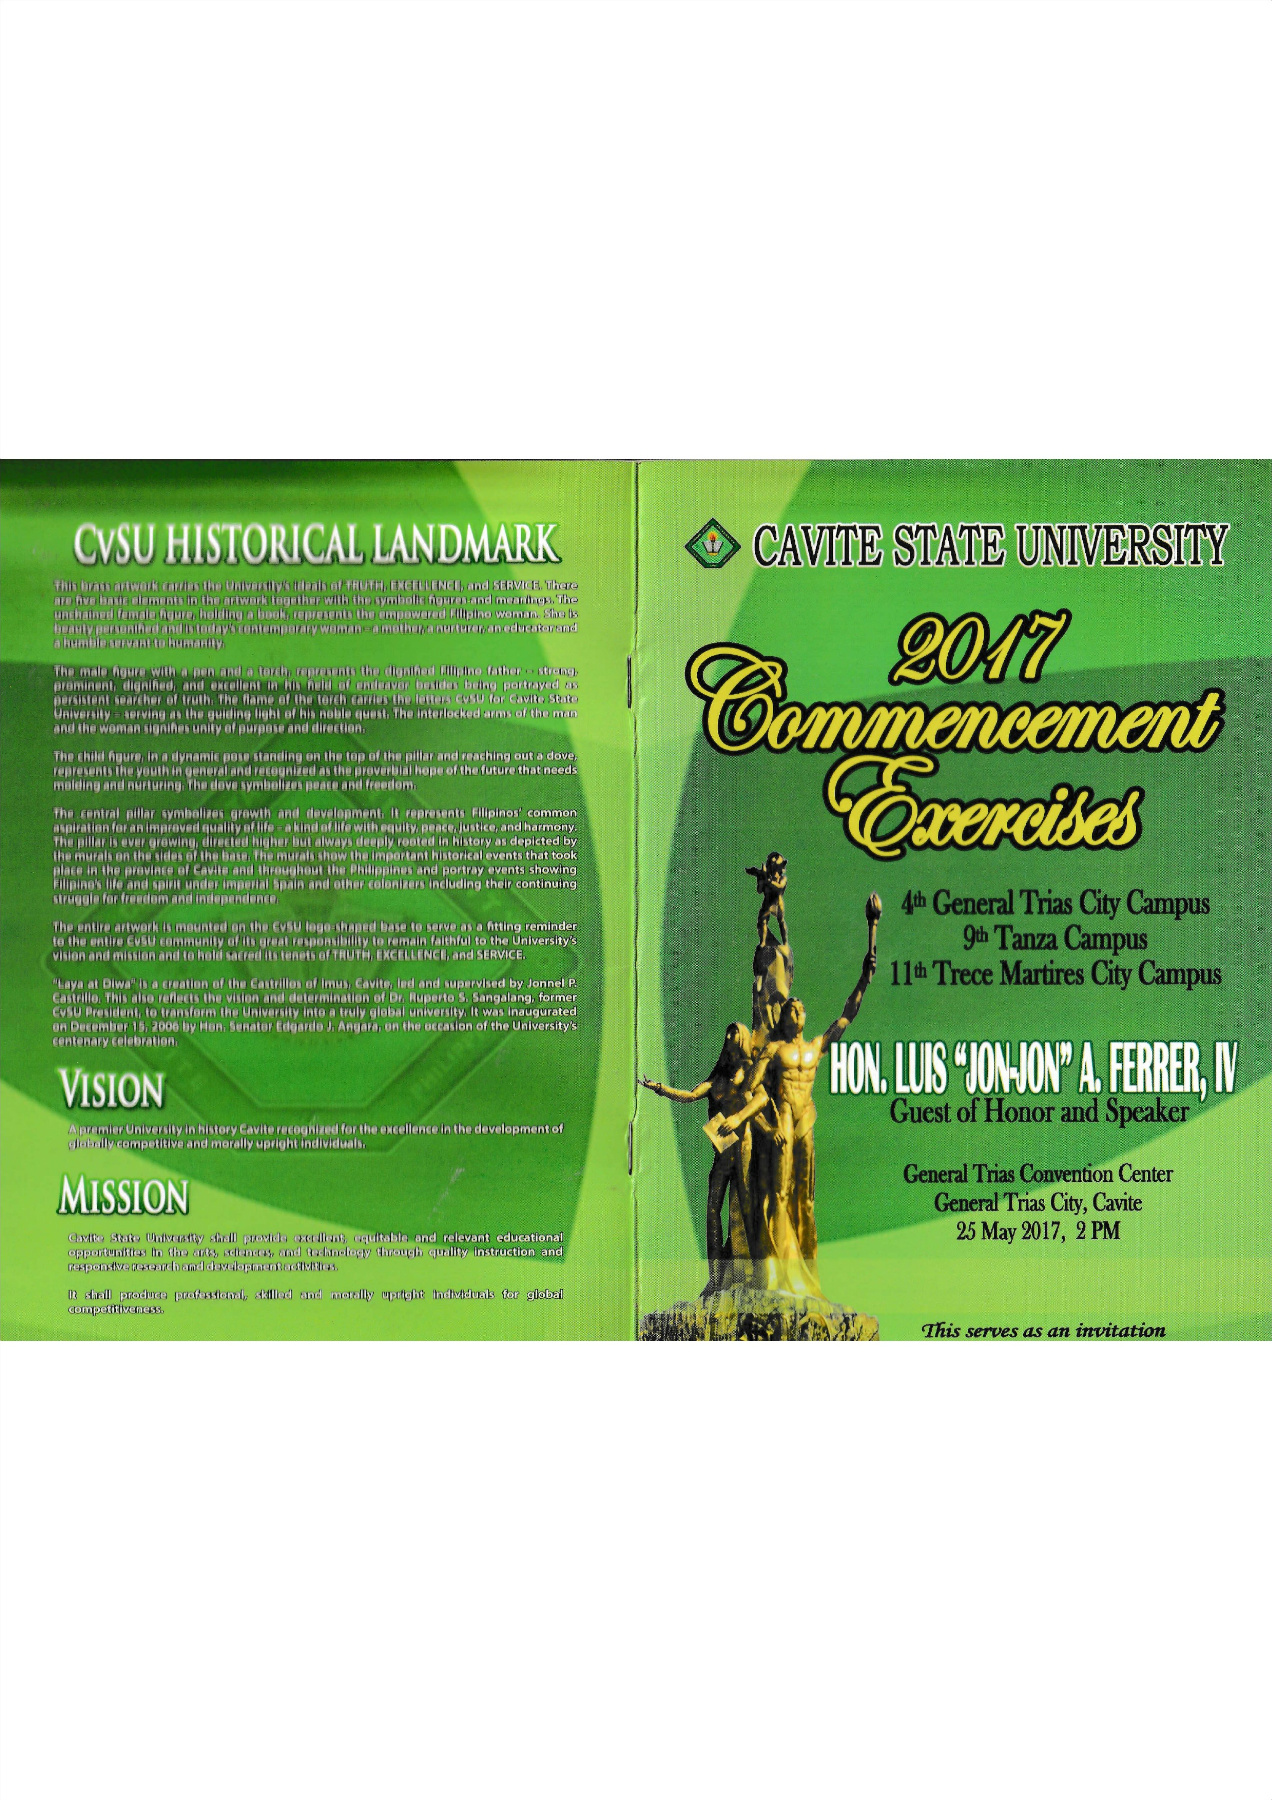 CvSU HISTORICAL LANDMARK
This brass artwork carries the University's ideals of TRUTH, EXCELLENCE, and SERVICE. There
are five basic elements in the artwork together with the symbolic figures and meanings. The
unchained female figure, holding a book, represents the empowered Filipino woman. She is
beauty personified and is today's contemporary woman – a mother, a nurturer, an educator and
a humble servant to humanity.
The male figure with a pen and a torch, represents the dignified Filipino father - - strong,
prominent, dignified, and excellent in his field of endeavor besides being portrayed as
persistent searcher of truth. The flame of the torch carries the letters CvSU for Cavite State
University – serving as the guiding light of his noble quest. The interlocked arms of the man
and the woman signifies unity of purpose and direction.
The child figure, in a dynamic pose standing on the top of the pillar and reaching out a dove,
represents the youth in general and recognized as the proverbial hope of the future that needs
molding and nurturing. The dove symbolizes peace and freedom.
The central pillar symbolizes growth and development. It represents Filipinos' common
aspiration for an improved quality of life – a kind of life with equity, peace, justice, and harmony.
The pillar is ever growing, directed higher but always deeply rooted in history as depicted by
the murals on the sides of the base. The murals show the important historical events that took
place in the province of Cavite and throughout the Philippines and portray events showing
Filipino's life and spirit under imperial Spain and other colonizers including their continuing
struggle for freedom and independence.
The entire artwork is mounted on the CvSU logo-shaped base to serve as a fitting reminder
to the entire CvSU community of its great responsibility to remain faithful to the University's
vision and mission and to hold sacred its tenets of TRUTH, EXCELLENCE, and SERVICE.
"Laya at Diwa" is a creation of the Castrillos of Imus, Cavite, led and supervised by Jonnel P.
Castrillo. This also reflects the vision and determination of Dr. Ruperto S. Sangalang, former
CvSU President, to transform the University into a truly global university. It was inaugurated
on December 15, 2006 by Hon. Senator Edgardo J. Angara, on the occasion of the University's
centenary celebration.
VISION
A premier University in history Cavite recognized for the excellence in the development of
globally competitive and morally upright individuals.
MISSION
Cavite State University shall provide excellent, equitable and relevant educational
opportunities in the arts, sciences, and technology through quality instruction and
responsive research and development activities.
It shall produce professional, skilled and morally upright individuals for global
competitiveness.
CAVITE STATE UNIVERSITY
2017
Commencement
Exercises
4th General Trias City Campus
9th Tanza Campus
11th Trece Martires City Campus
HON. LUIS “JON-JON” A. FERRER, IV
Guest of Honor and Speaker
General Trias Convention Center
General Trias City, Cavite
25 May 2017, 2 PM
This serves as an invitation